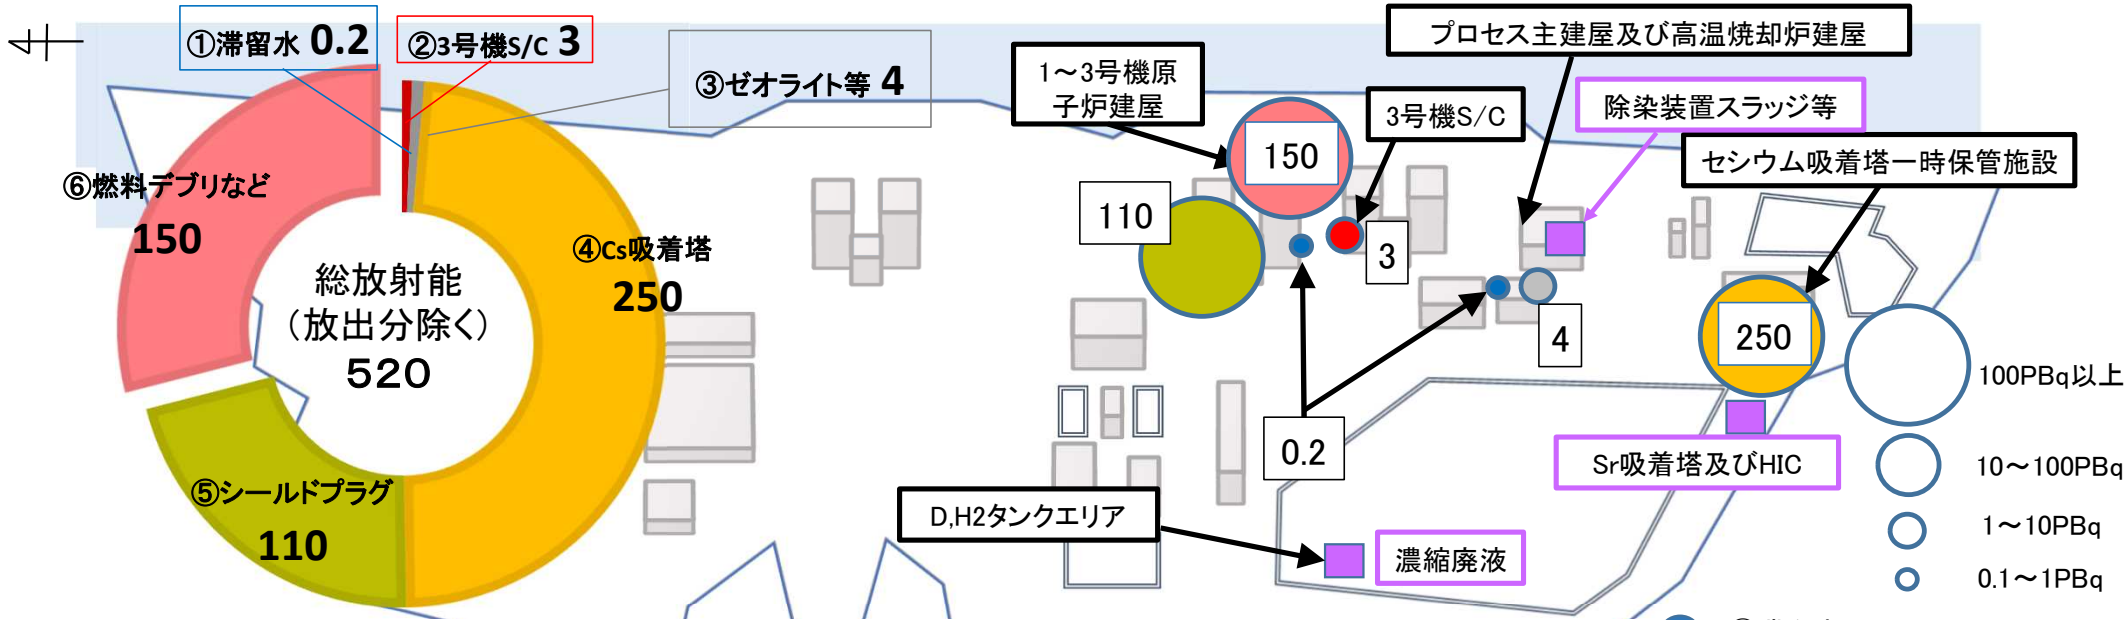 ①滞留水 0.2
②3号機S/C 3
③ゼオライト等 4
⑥燃料デブリなど
150
④Cs吸着塔
250
総放射能
(放出分除く)
520
⑤シールドプラグ
110
プロセス主建屋及び高温焼却炉建屋
1～3号機原
子炉建屋
3号機S/C
除染装置スラッジ等
セシウム吸着塔一時保管施設
150
110
3
4
250
0.2
100PBq以上
10～100PBq
1～10PBq
0.1～1PBq
Sr吸着塔及びHIC
D,H2タンクエリア
濃縮廃液